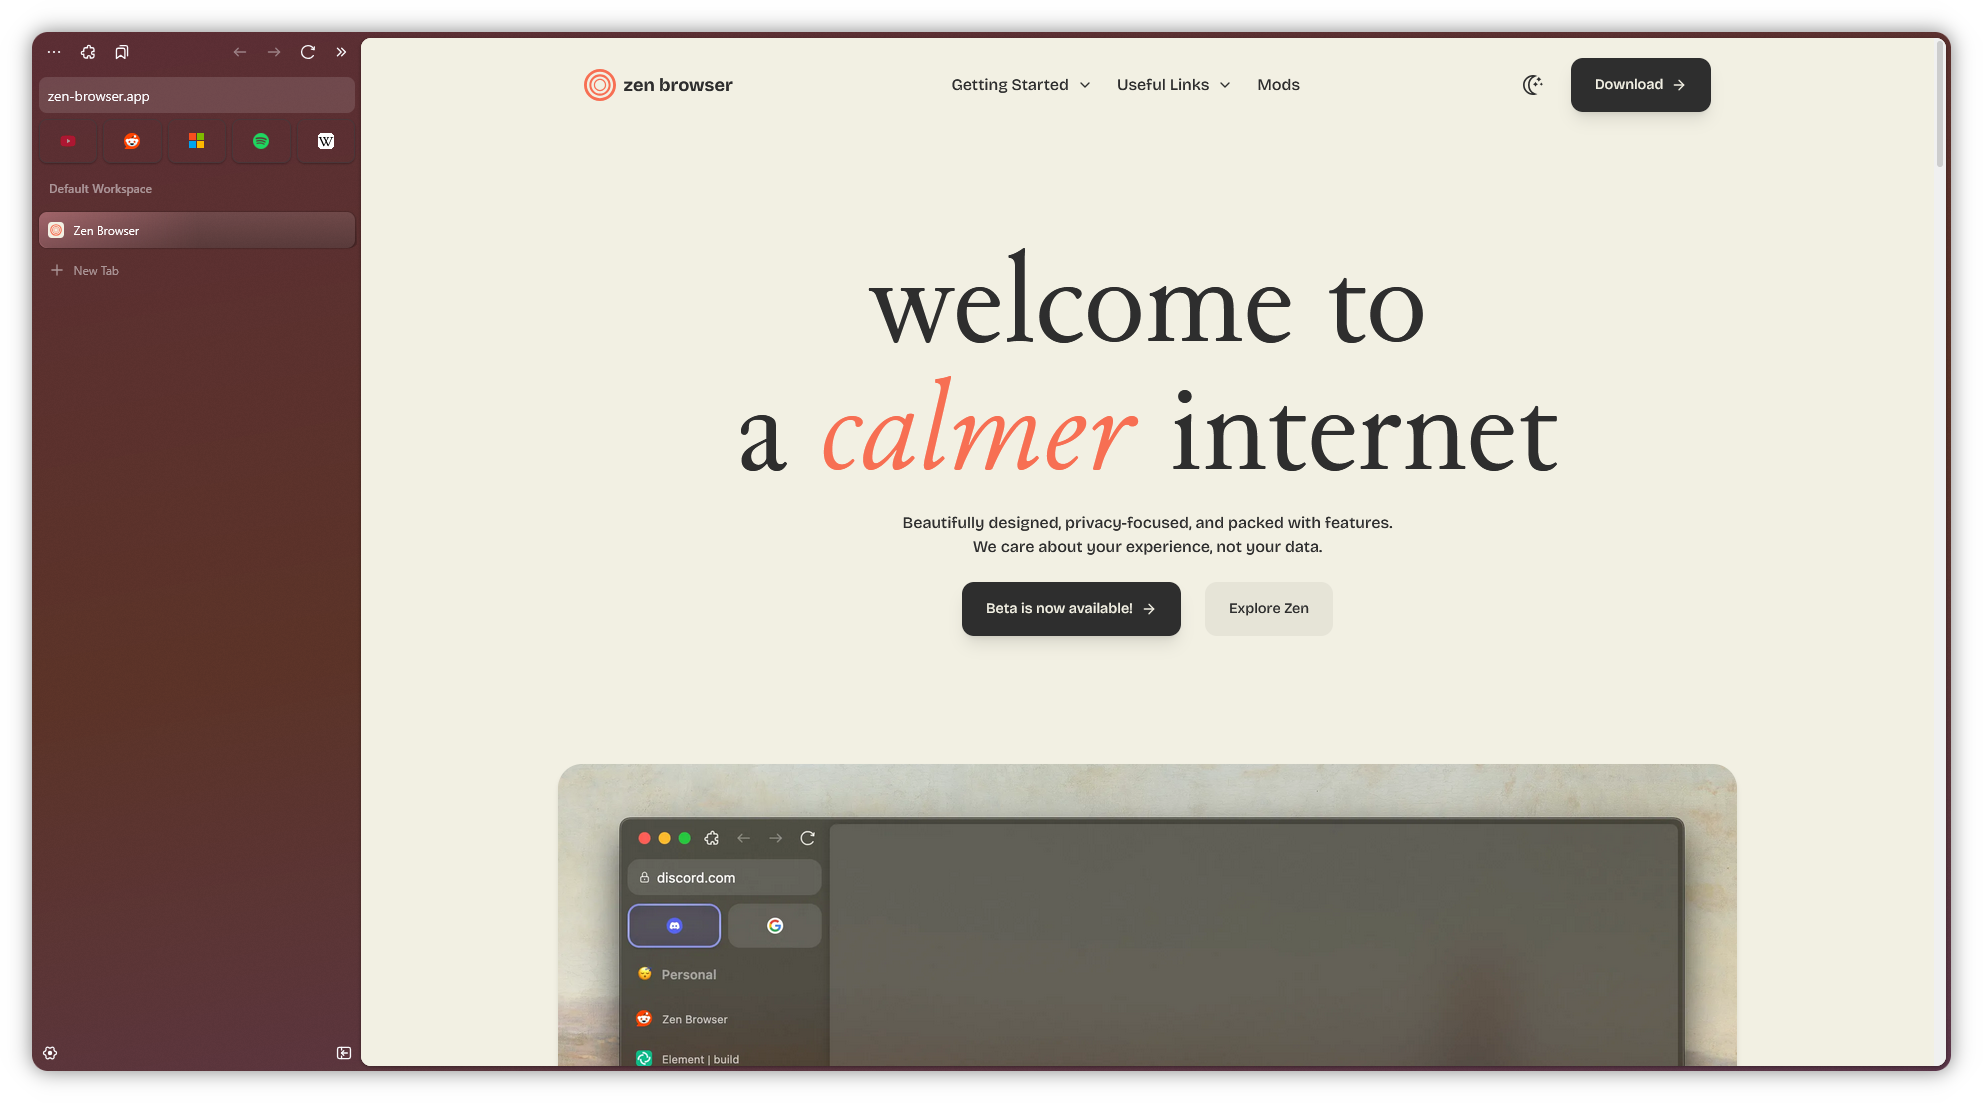 zen-browser.app
Default Workspace
Zen Browser
New Tab
zen browser
Getting Started
Useful Links
Mods
Download
welcome to
a calmer internet
Beautifully designed, privacy-focused, and packed with features.
We care about your experience, not your data.
Beta is now available!
Explore Zen
discord.com
Personal
Zen Browser
Element | build